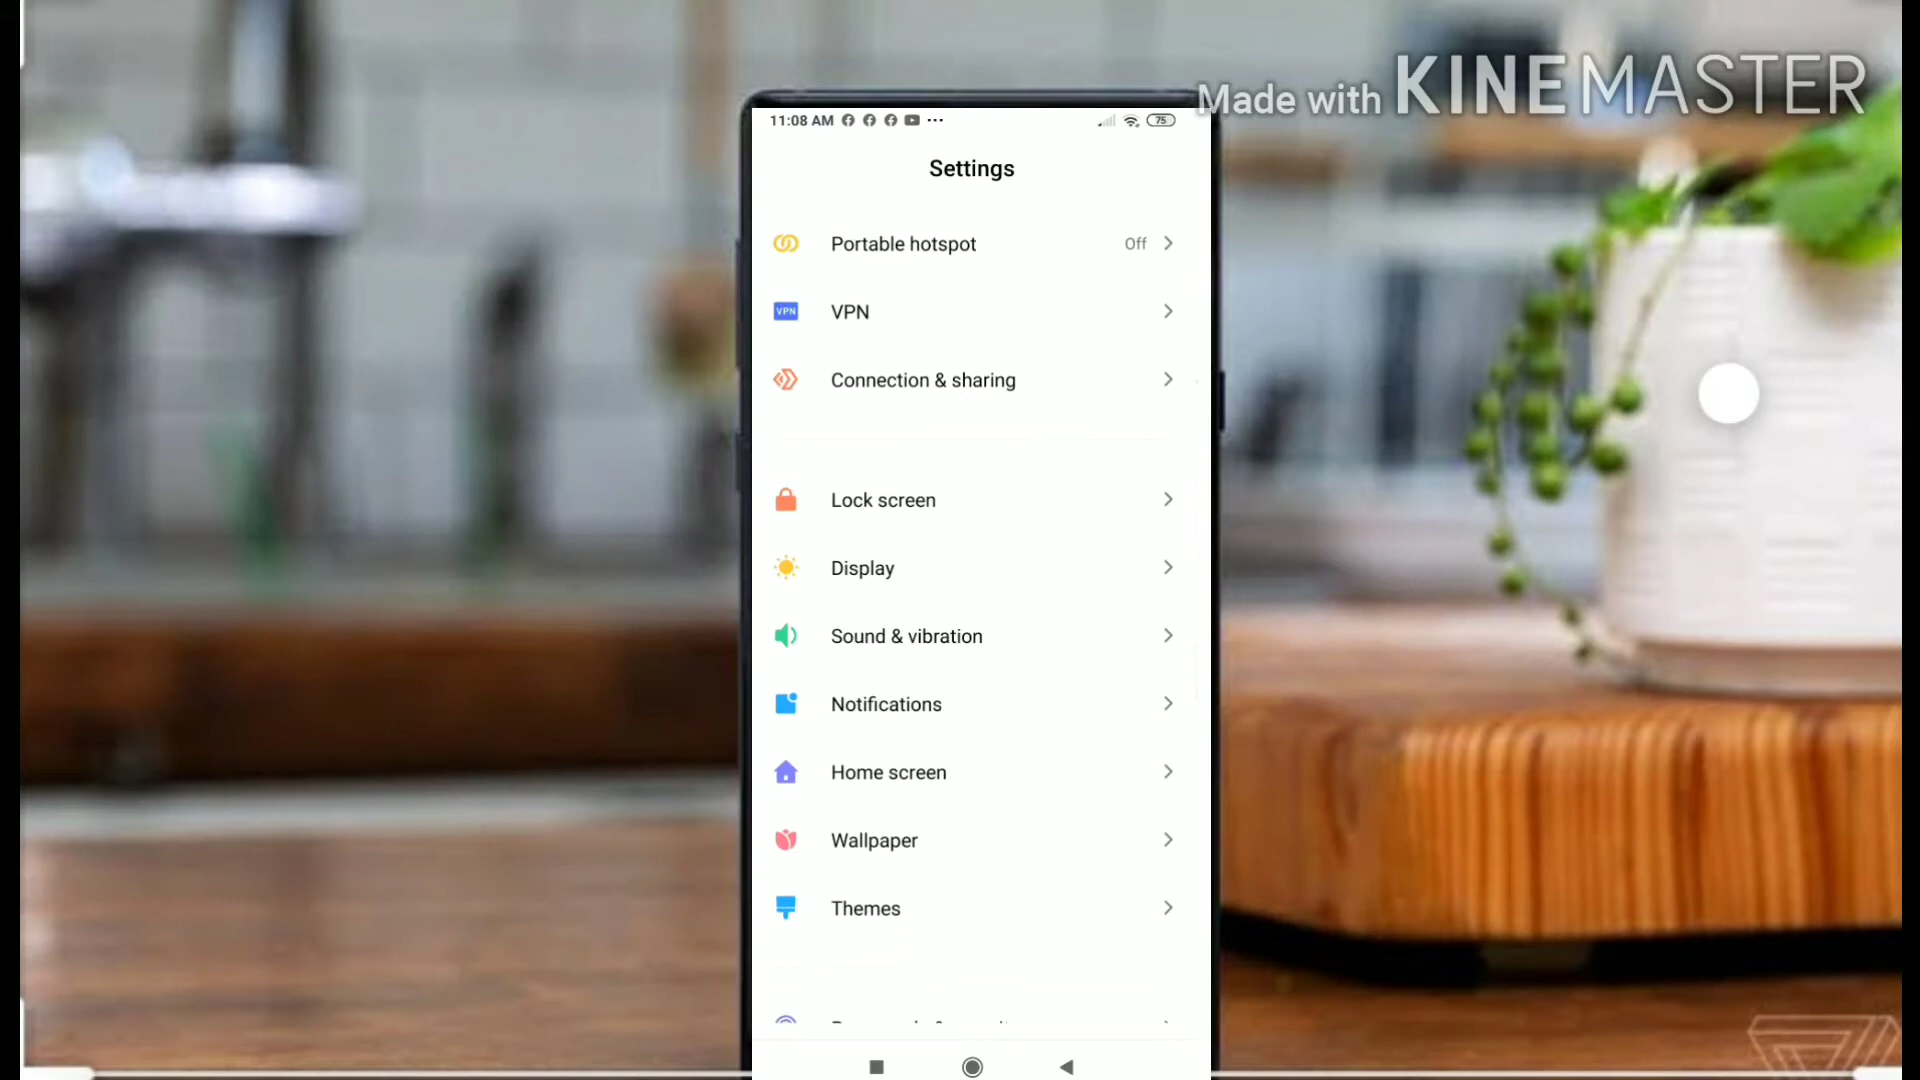 Made with KINEMASTER
11:08 AM
75
Settings
Portable hotspot Off
VPN VPN
Connection & sharing
Lock screen
Display
Sound & vibration
Notifications
Home screen
Wallpaper
Themes